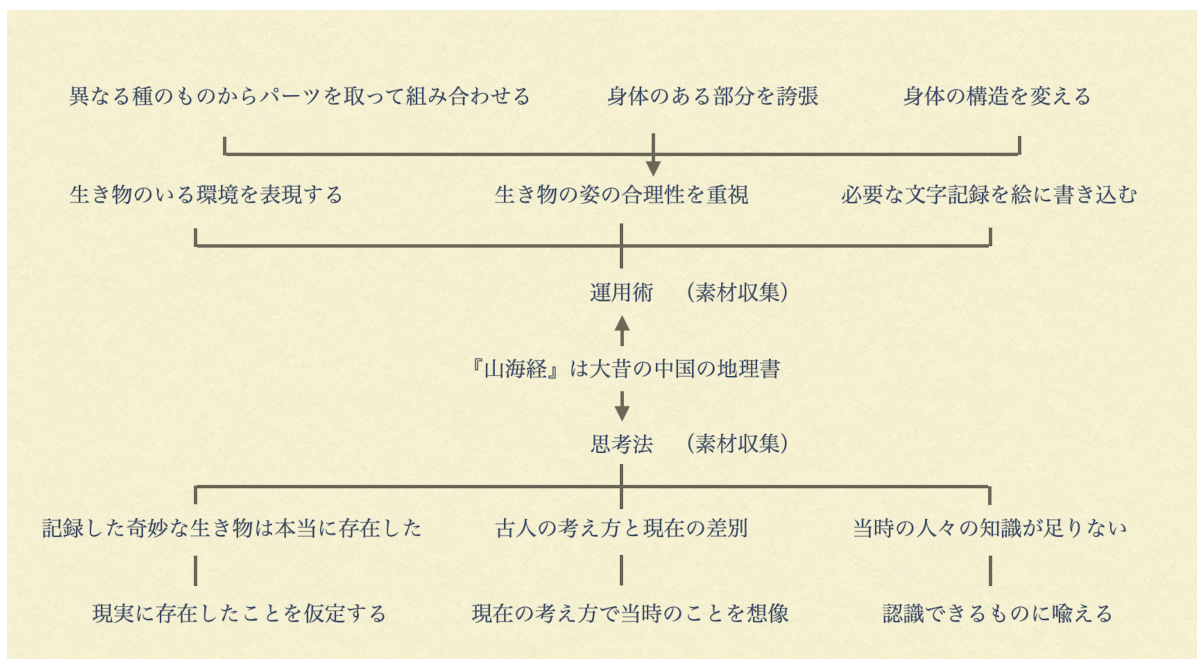 異なる種のものからパーツを取って組み合わせる
身体のある部分を誇張
身体の構造を変える
生き物のいる環境を表現する
生き物の姿の合理性を重視
必要な文字記録を絵に書き込む
運用術 （素材収集）
『山海経』は大昔の中国の地理書
思考法 （素材収集）
記録した奇妙な生き物は本当に存在した
古人の考え方と現在の差別
当時の人々の知識が足りない
現実に存在したことを仮定する
現在の考え方で当時のことを想像
認識できるものに喩える